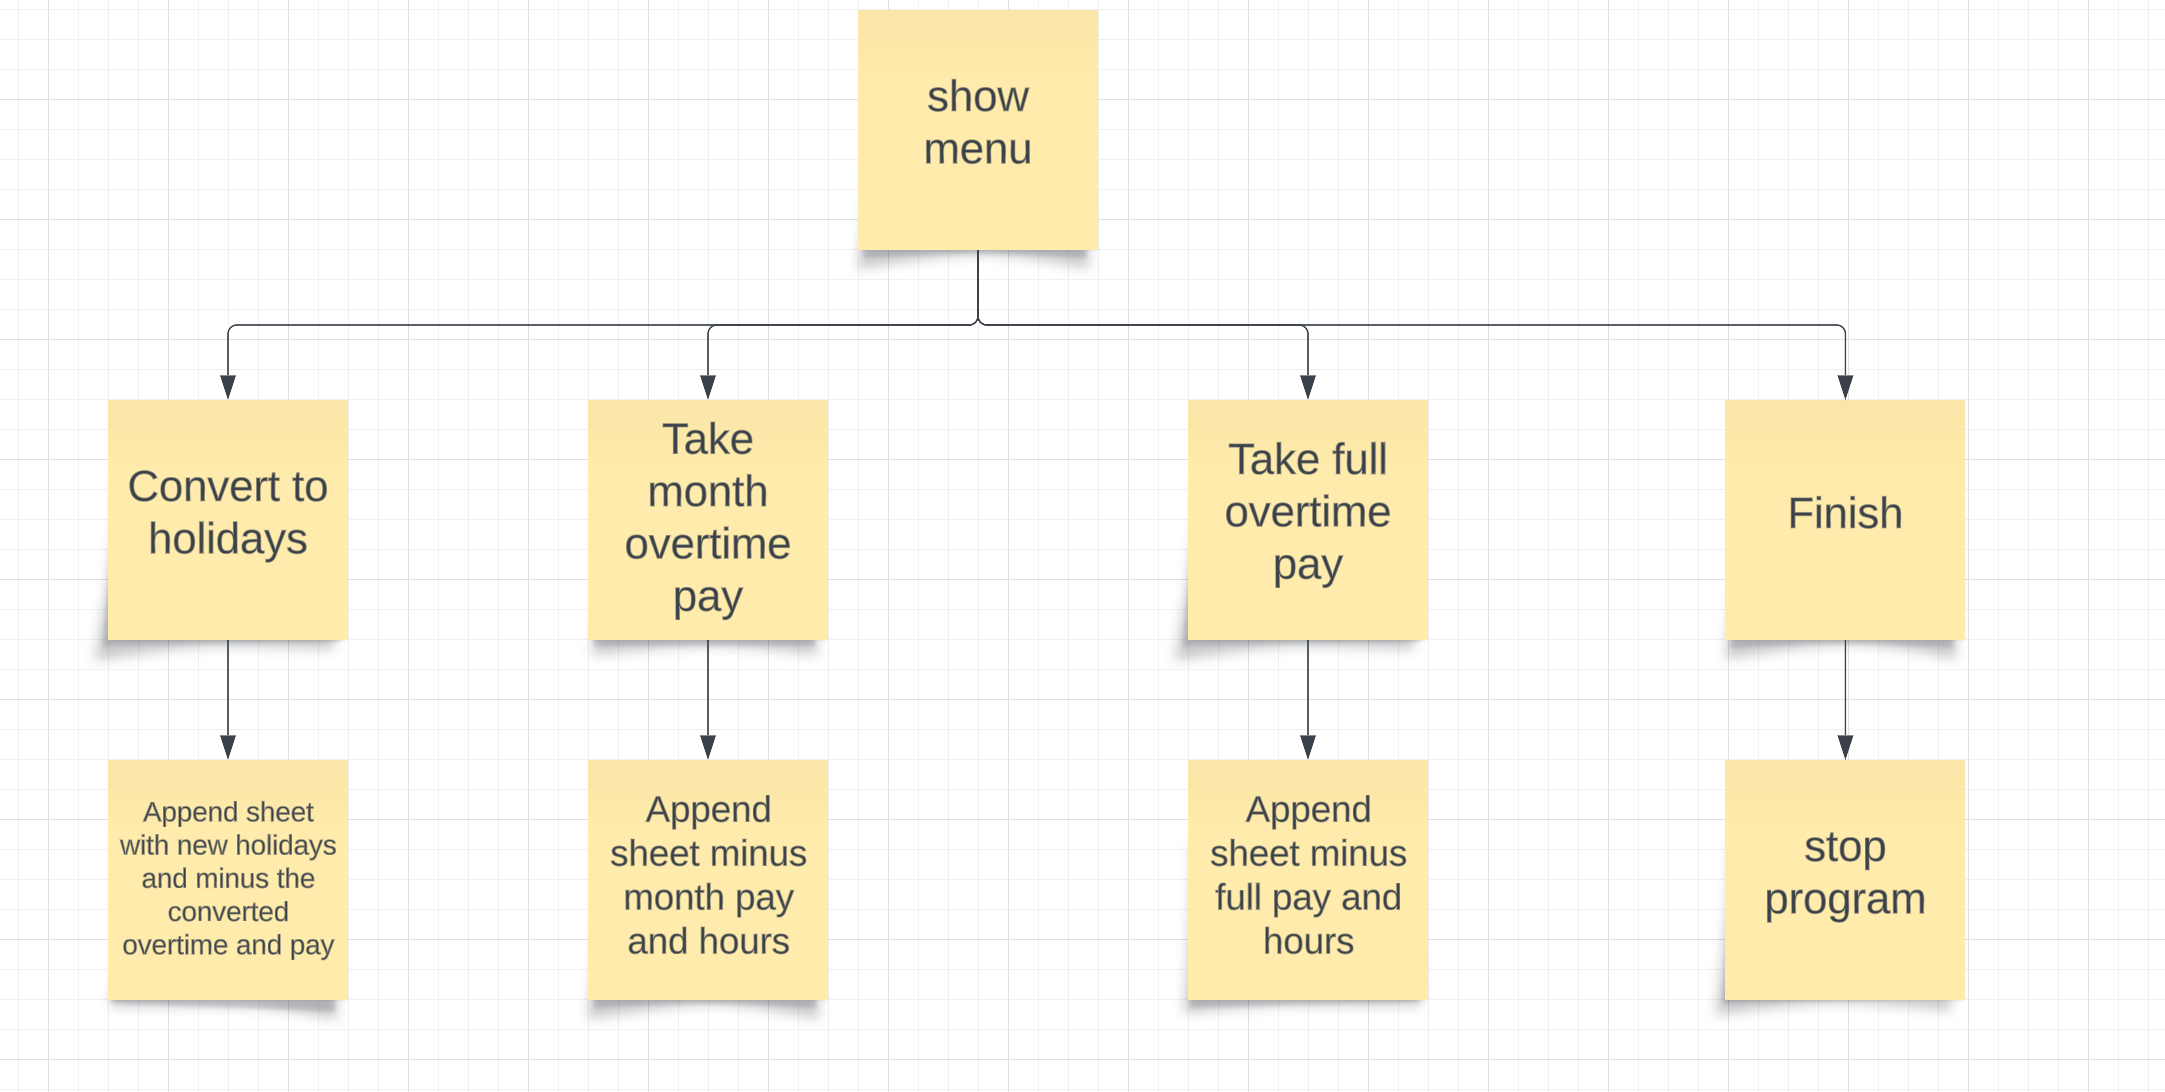 show
menu
Convert to
holidays
Take
month
overtime
pay
Take full
overtime
pay
Finish
Append sheet
with new holidays
and minus the
converted
overtime and pay
Append
sheet minus
month pay
and hours
Append
sheet minus
full pay and
hours
stop
program